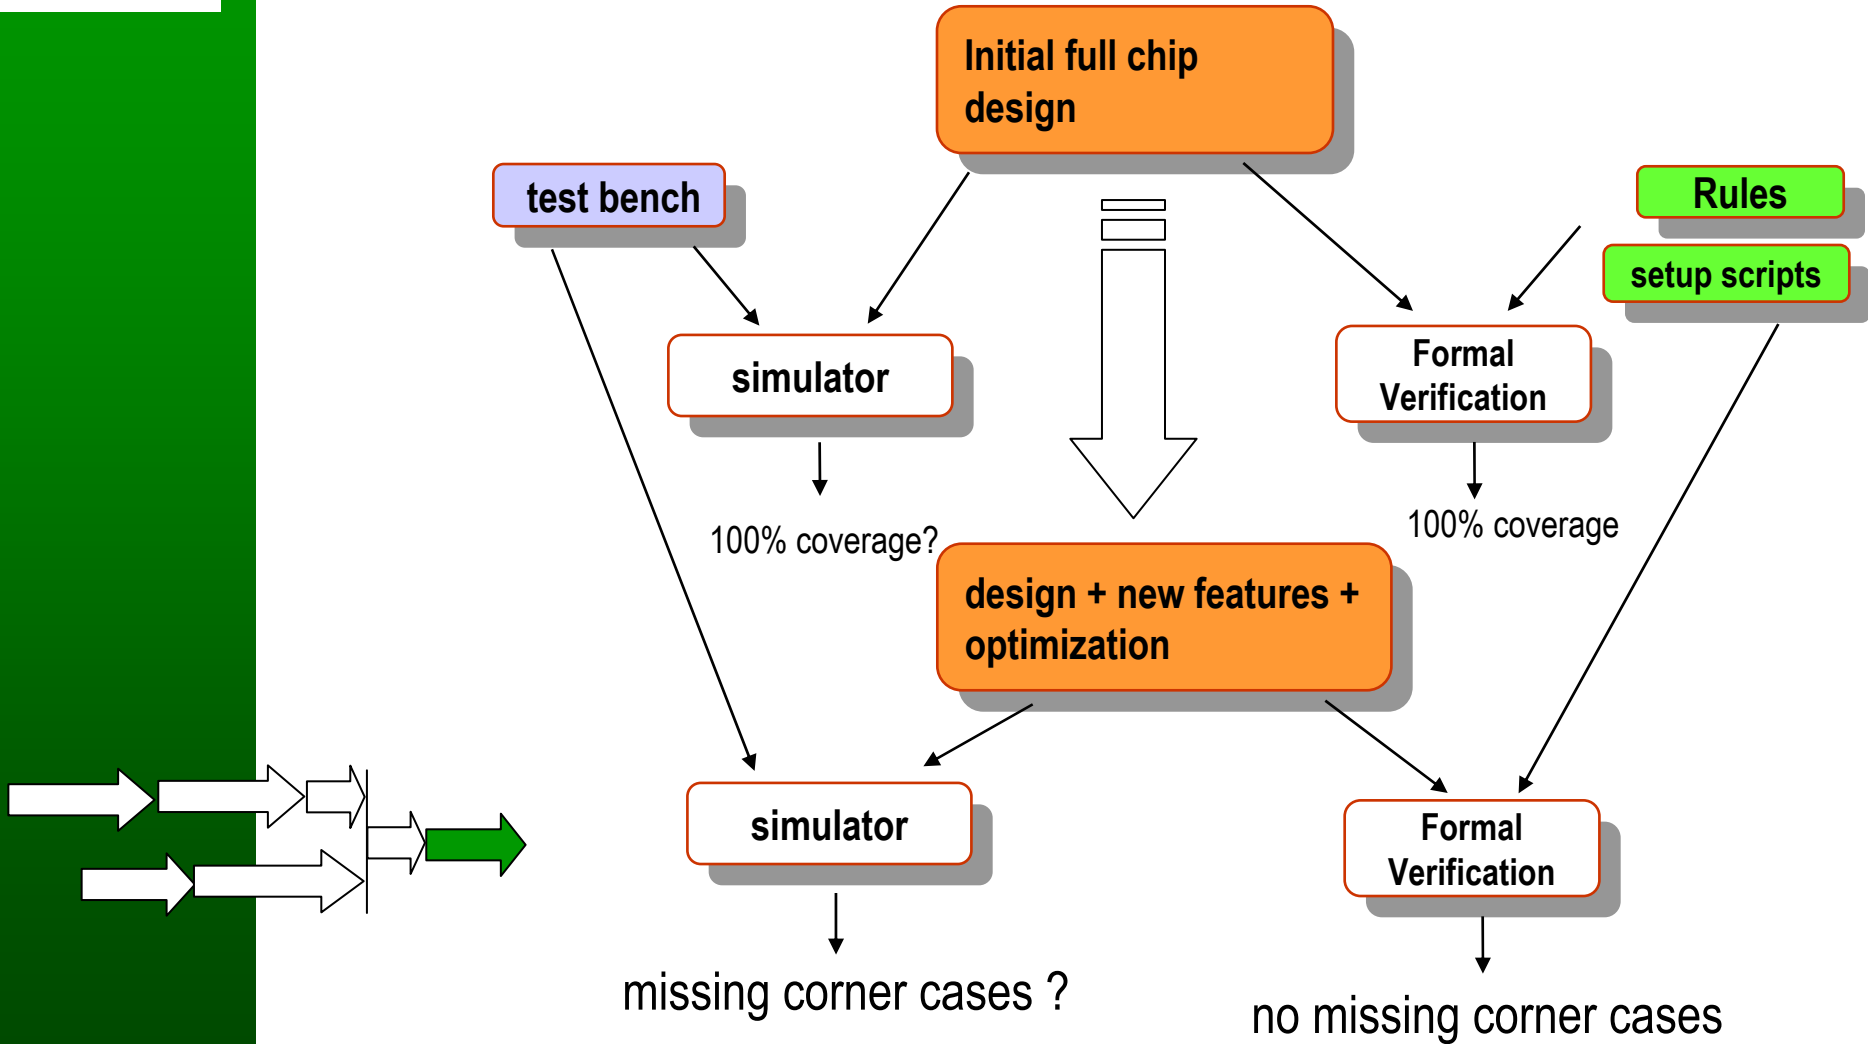 Initial full chip
design
test bench
Rules
setup scripts
simulator
Formal
Verification
100% coverage?
100% coverage
design + new features +
optimization
simulator
Formal
Verification
missing corner cases ?
no missing corner cases